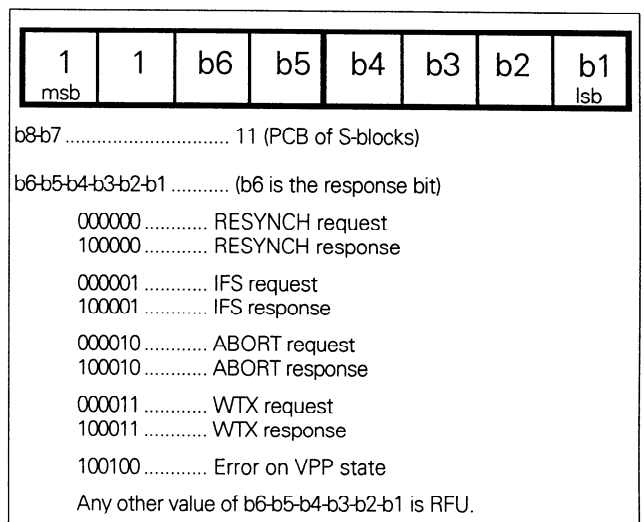 1 1 b6 b5 b4 b3 b2 b1
msb lsb
b8-b7 ............................... 11 (PCB of S-blocks)
b6-b5-b4-b3-b2-b1 ........... (b6 is the response bit)
000000 ............ RESYNCH request
100000 ............ RESYNCH response
000001 ............ IFS request
100001 ............ IFS response
000010 ............ ABORT request
100010 ............ ABORT response
000011 ............ WTX request
100011 ............ WTX response
100100 ............ Error on VPP state
Any other value of b6-b5-b4-b3-b2-b1 is RFU.